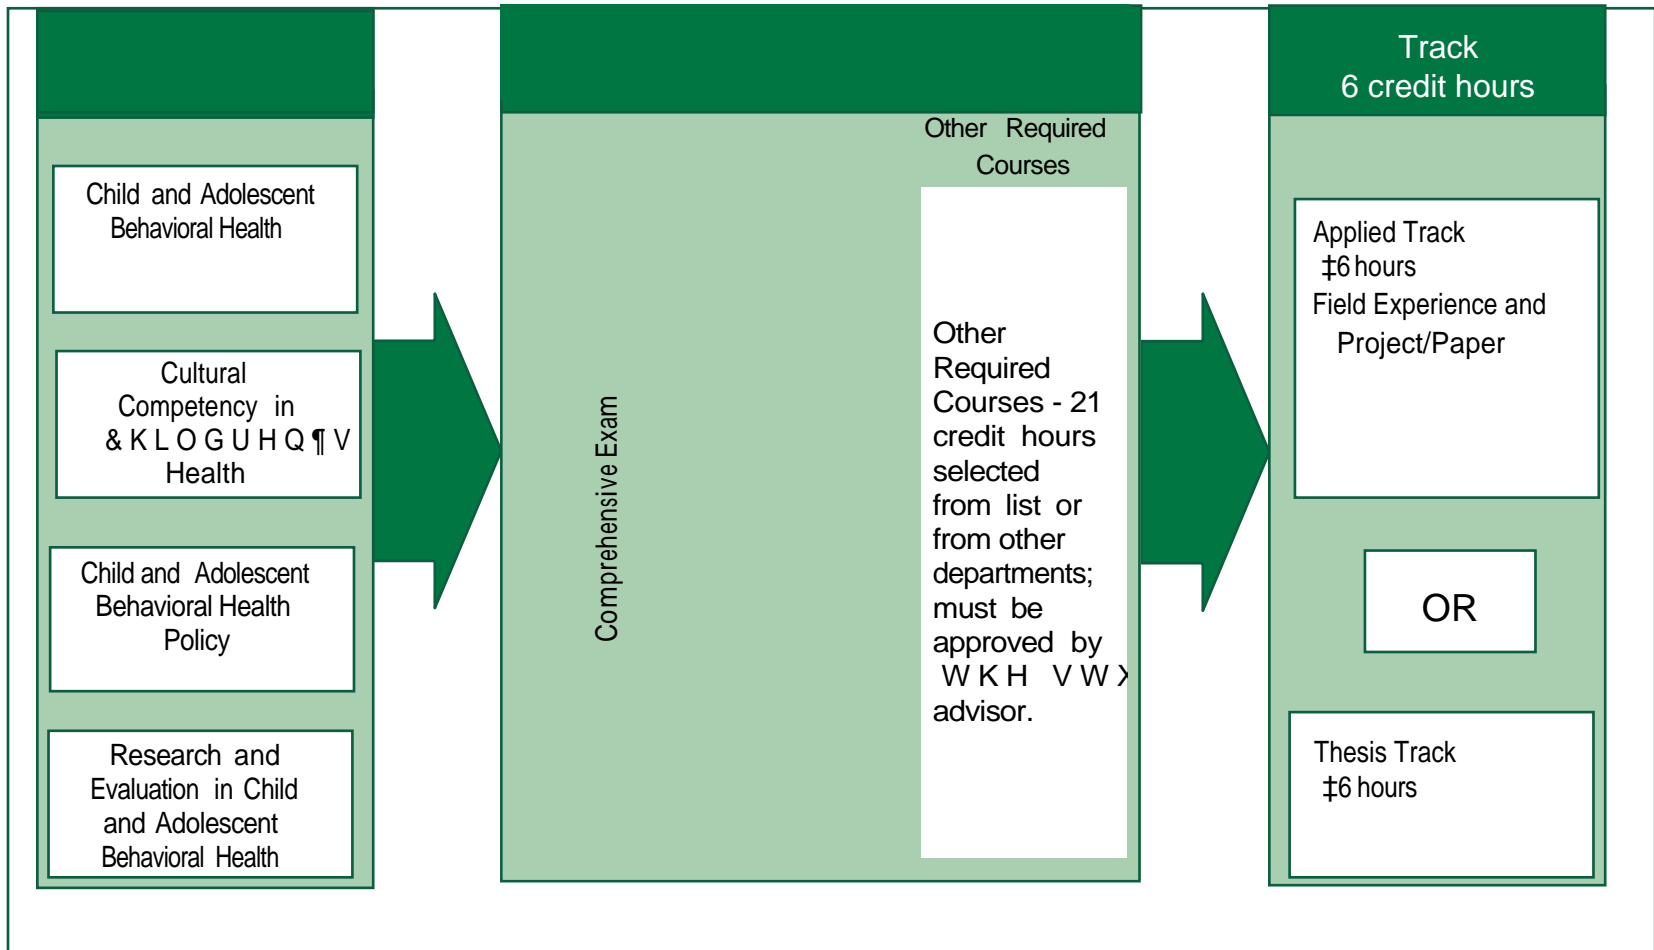 Child and Adolescent
Behavioral Health
Cultural
Competency in
& K L O G U H Q ¶ V
Health
Child and Adolescent
Behavioral Health
Policy
Research and
Evaluation in Child
and Adolescent
Behavioral Health
Comprehensive Exam
Other Required
Courses
Other
Required
Courses - 21
credit hours
selected
from list or
from other
departments;
must be
approved by
W K H V W X
advisor.
Track
6 credit hours
Applied Track
‡6 hours
Field Experience and
Project/Paper
OR
Thesis Track
‡6 hours